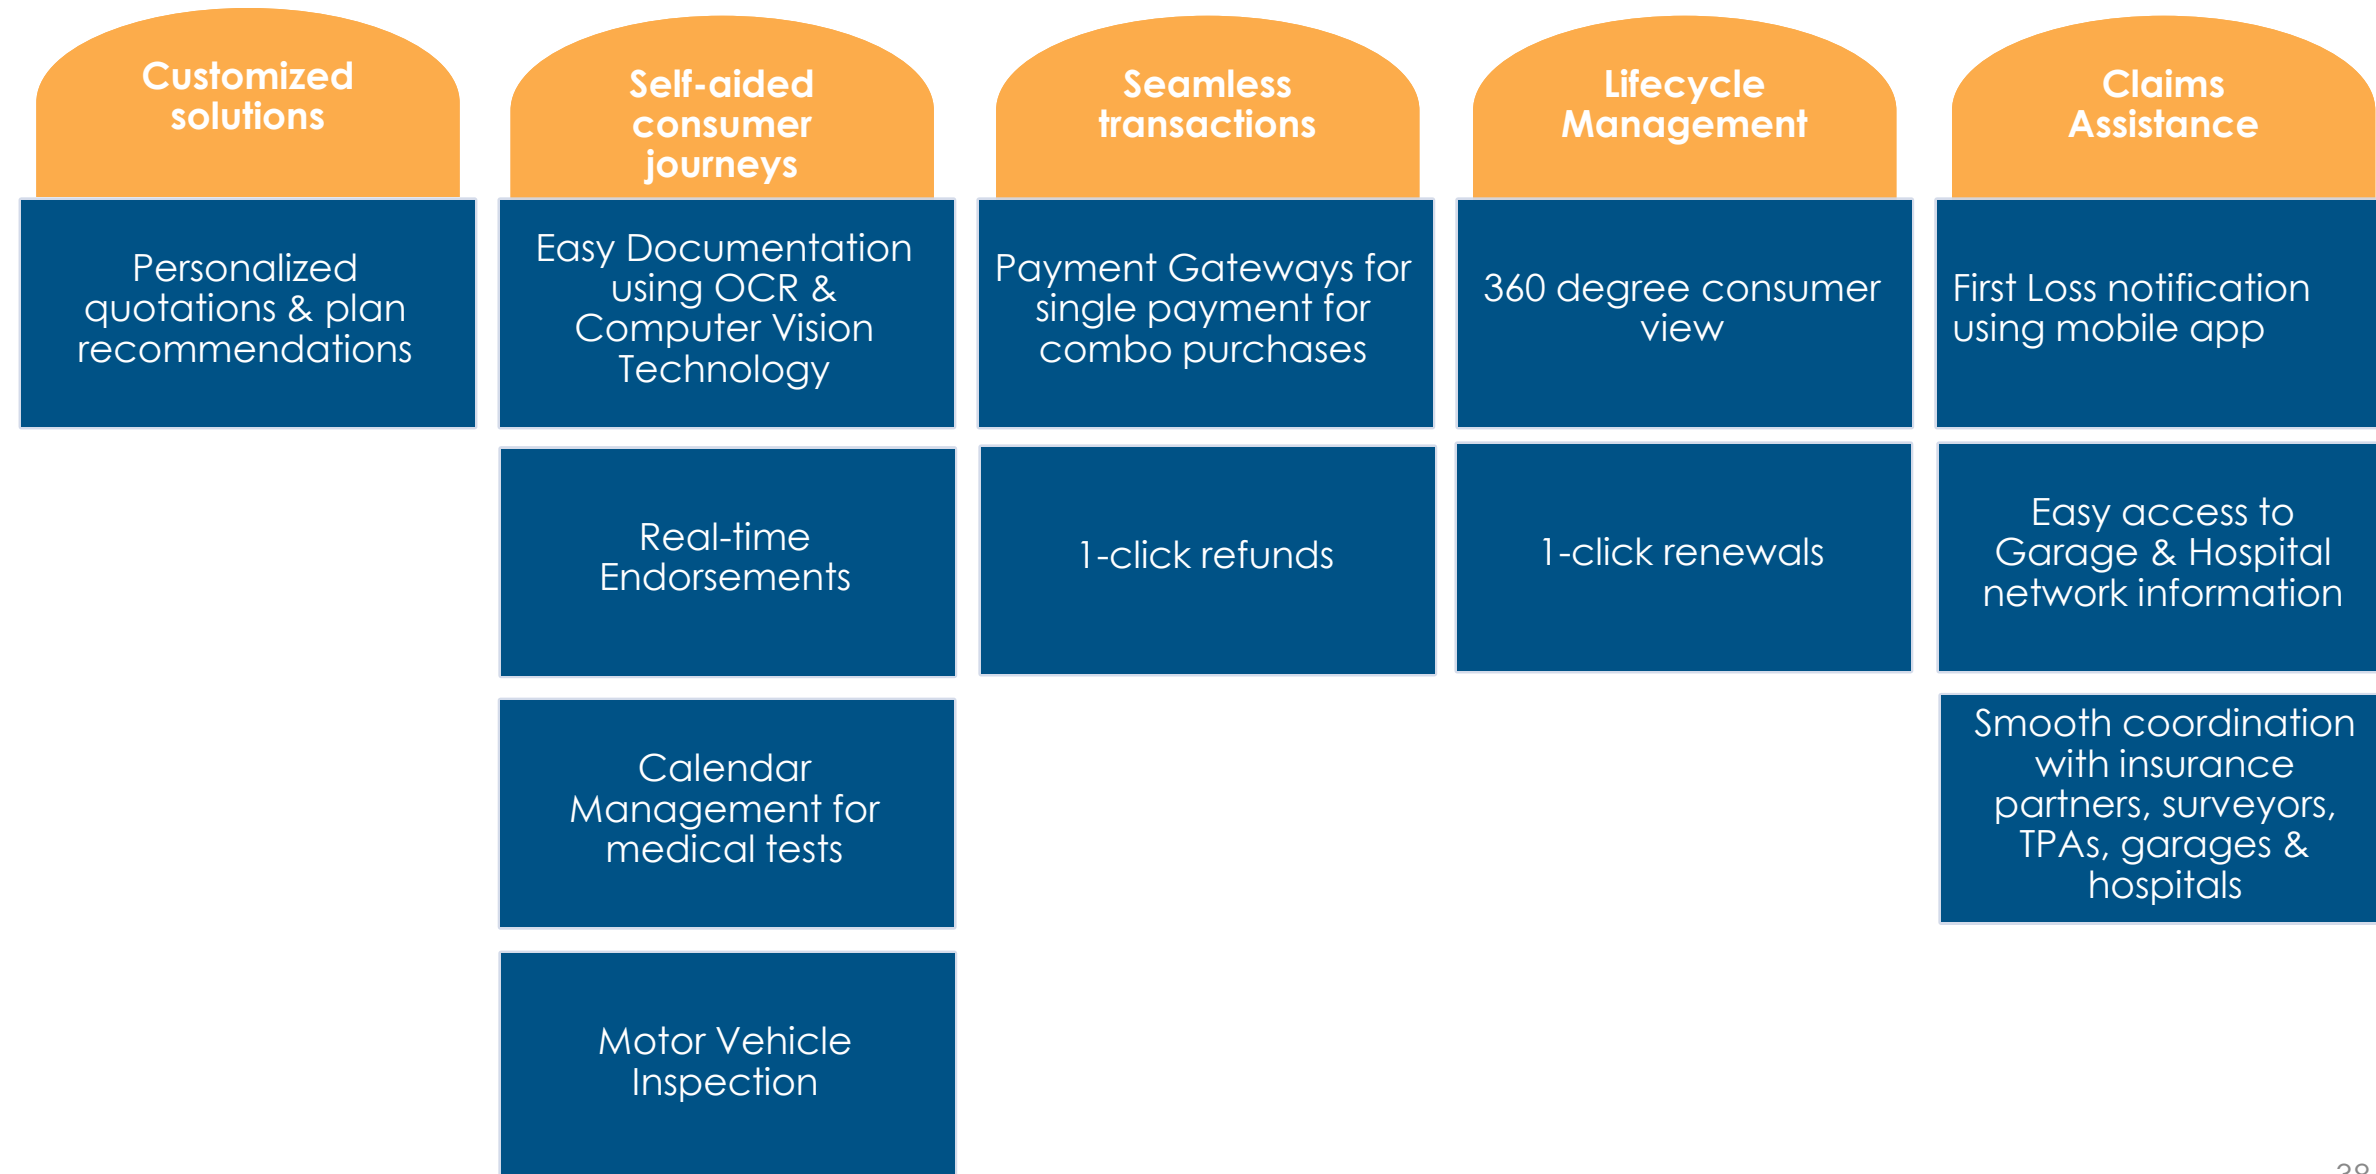 Customized
solutions
Personalized
quotations & plan
recommendations
Self-aided
consumer
journeys
Easy Documentation
using OCR &
Computer Vision
Technology
Real-time
Endorsements
Calendar
Management for
medical tests
Motor Vehicle
Inspection
Seamless
transactions
Payment Gateways for
single payment for
combo purchases
1-click refunds
Lifecycle
Management
360 degree consumer
view
1-click renewals
Claims
Assistance
First Loss notification
using mobile app
Easy access to
Garage & Hospital
network information
Smooth coordination
with insurance
partners, surveyors,
TPAs, garages &
hospitals
38